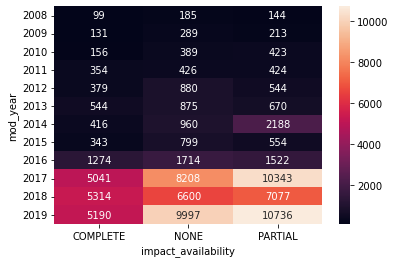 2008 99 185 144
2009 131 289 213
2010 156 389 423
2011 354 426 424
2012 379 880 544
2013 544 875 670
2014 416 960 2188
2015 343 799 554
2016 1274 1714 1522
2017 5041 8208 10343
2018 5314 6600 7077
2019 5190 9997 10736
COMPLETE NONE PARTIAL
impact_availability
mod_year
10000
8000
6000
4000
2000